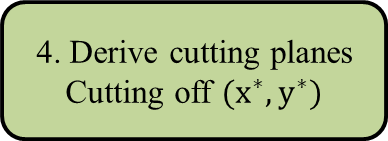 4. Derive cutting planes
Cutting off (x*, y*)